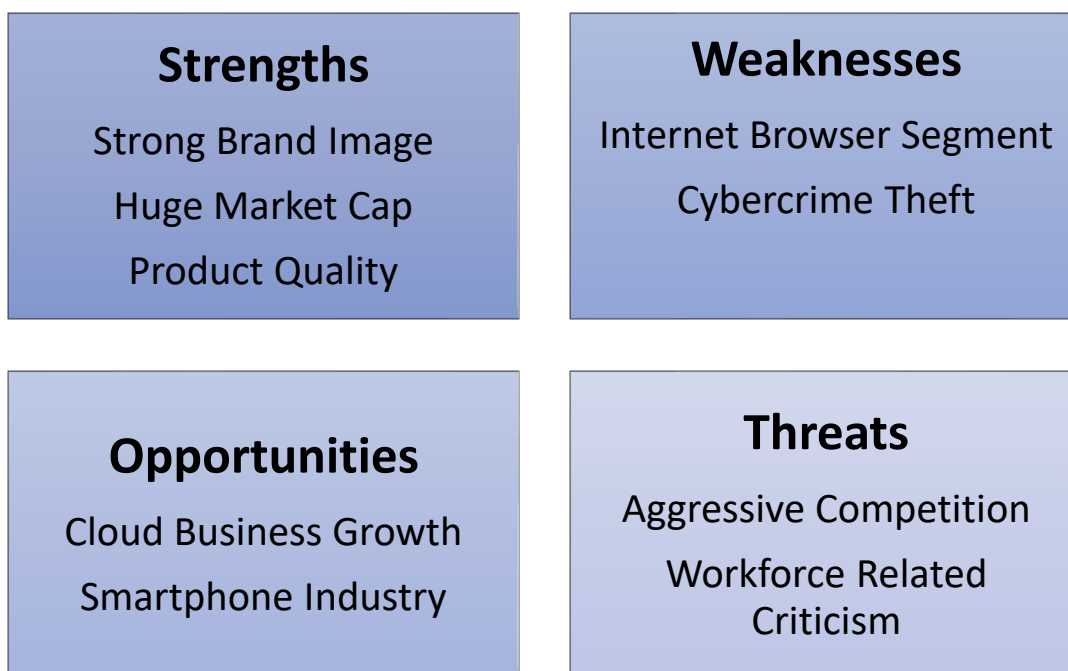 Strengths
Strong Brand Image
Huge Market Cap
Product Quality
Weaknesses
Internet Browser Segment
Cybercrime Theft
Opportunities
Cloud Business Growth
Smartphone Industry
Threats
Aggressive Competition
Workforce Related
Criticism